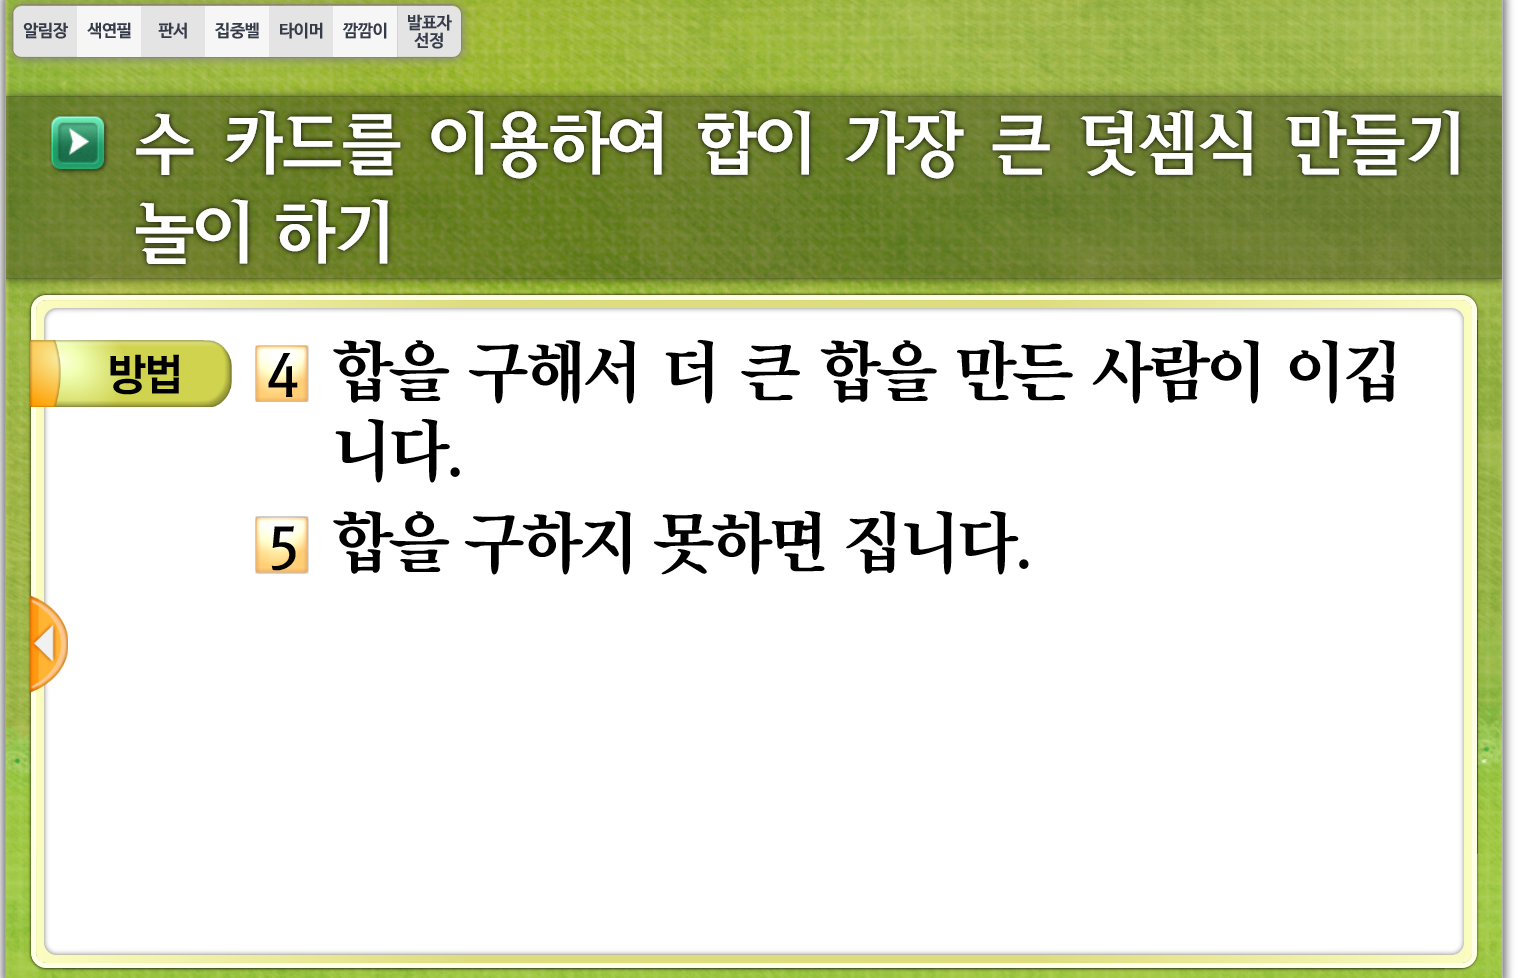 알림장 색연필 판서 집중벨 타이머 깜깜이 발표자
선정
수 카드를 이용하여 합이 가장 큰 덧셈식 만들기
놀이 하기
방법 4 합을 구해서 더 큰 합을 만든 사람이 이깁
니다.
5 합을 구하지 못하면 집니다.